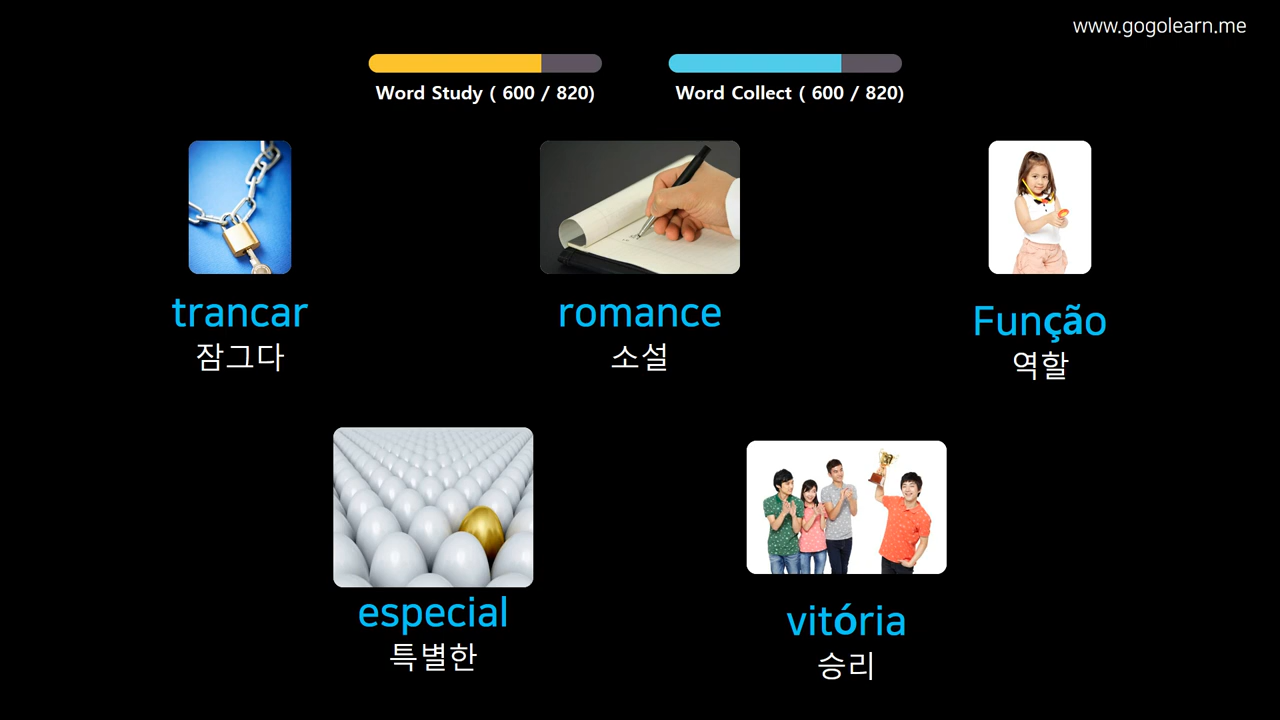 www.gogolearn.me
Word Study ( 600 / 820)
Word Collect ( 600 / 820)
trancar
잠그다
romance
소설
Função
역할
especial
특별한
vitória
승리